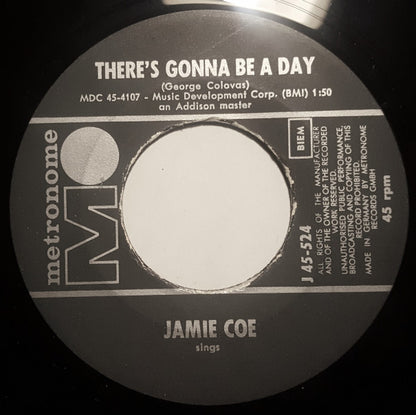 THERE'S GONNA BE A DAY
(George Colovas)
MDC 45-4107 - Music Development Corp. (BMI) 1:50
an Addison master
metronome
M
BIEM
J 45-524
ALL RIGHTS OF THE MANUFACTURER
AND OF THE OWNER OF THE RECORDED
WORK RESERVED.
UNAUTHORISED PUBLIC PERFORMANCE,
BROADCASTING AND COPYING OF THIS
RECORD PROHIBITED.
MADE IN GERMANY BY METRONOME
RECORDS GMBH
45 rpm
JAMIE COE
sings